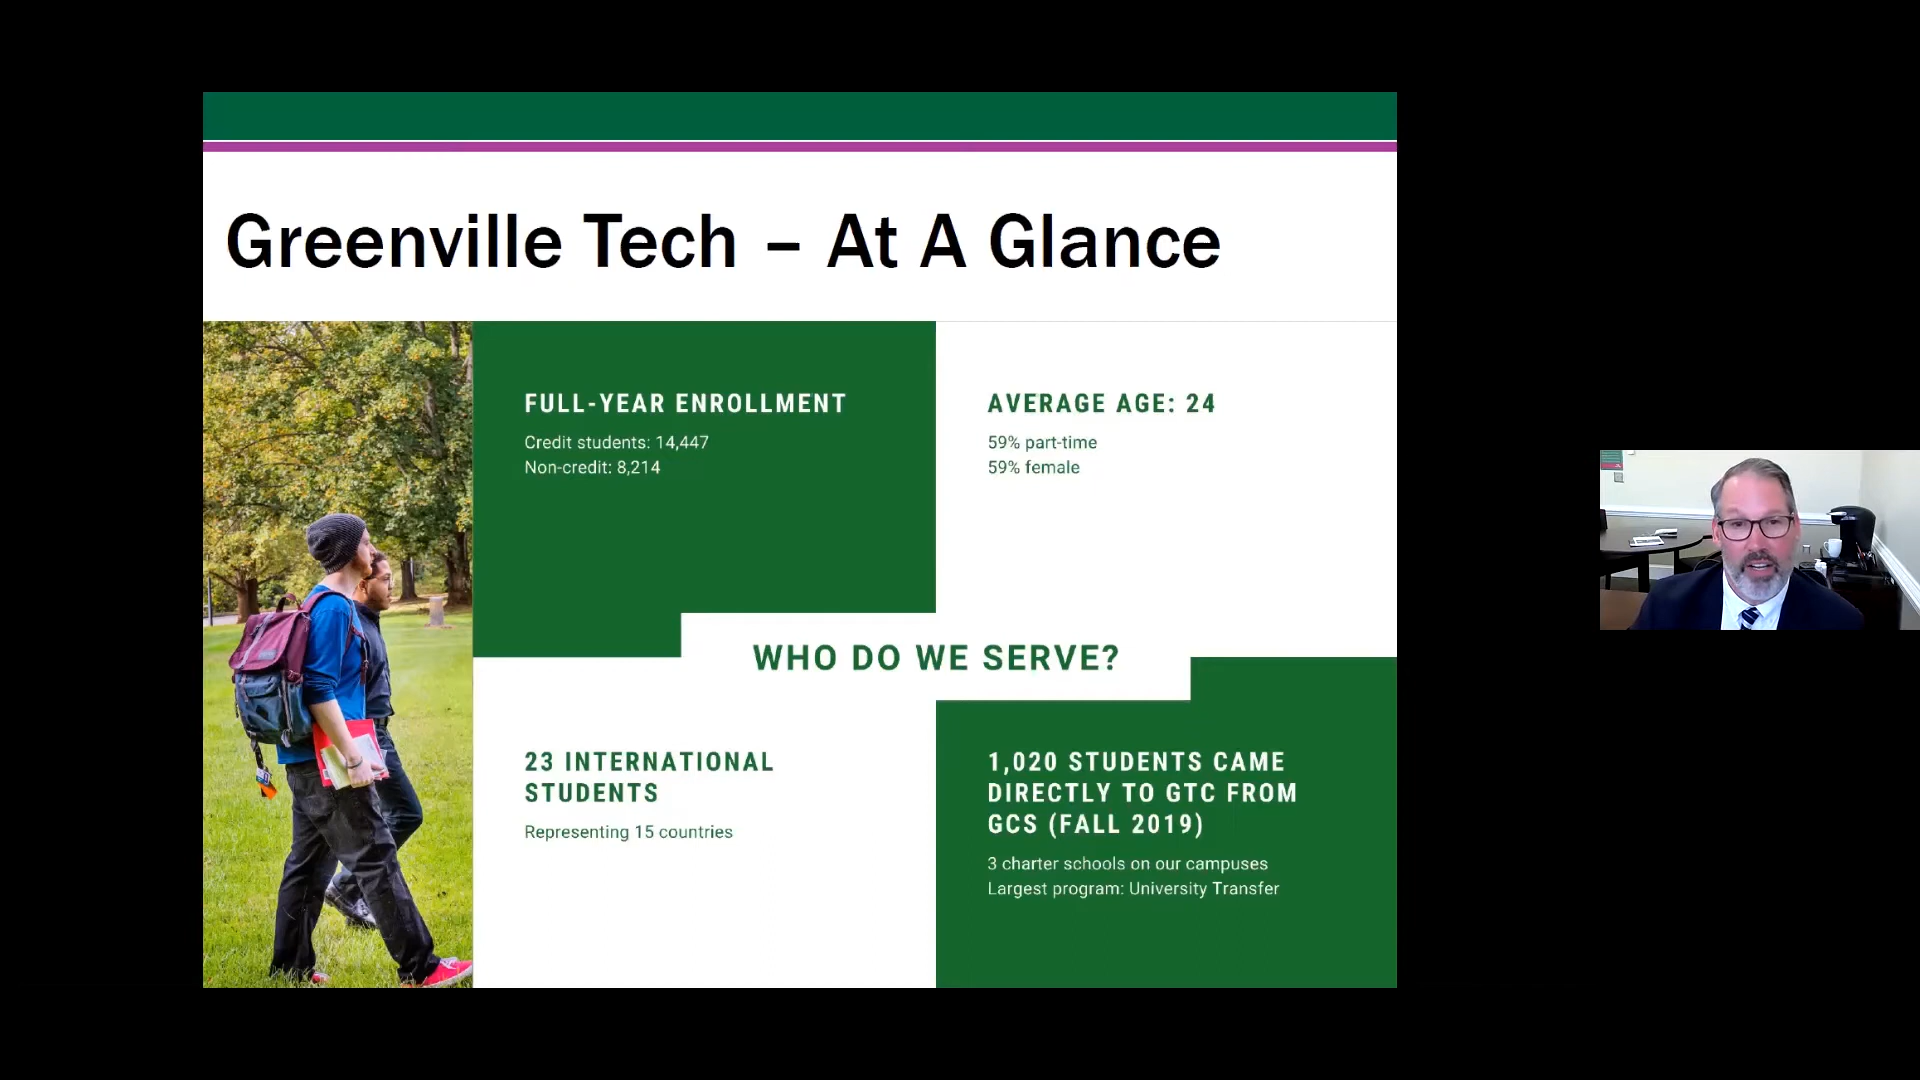 Greenville Tech – At A Glance
FULL-YEAR ENROLLMENT
Credit students: 14,447
Non-credit: 8,214
AVERAGE AGE: 24
59% part-time
59% female
WHO DO WE SERVE?
23 INTERNATIONAL
STUDENTS
Representing 15 countries
1,020 STUDENTS CAME
DIRECTLY TO GTC FROM
GCS (FALL 2019)
3 charter schools on our campuses
Largest program: University Transfer